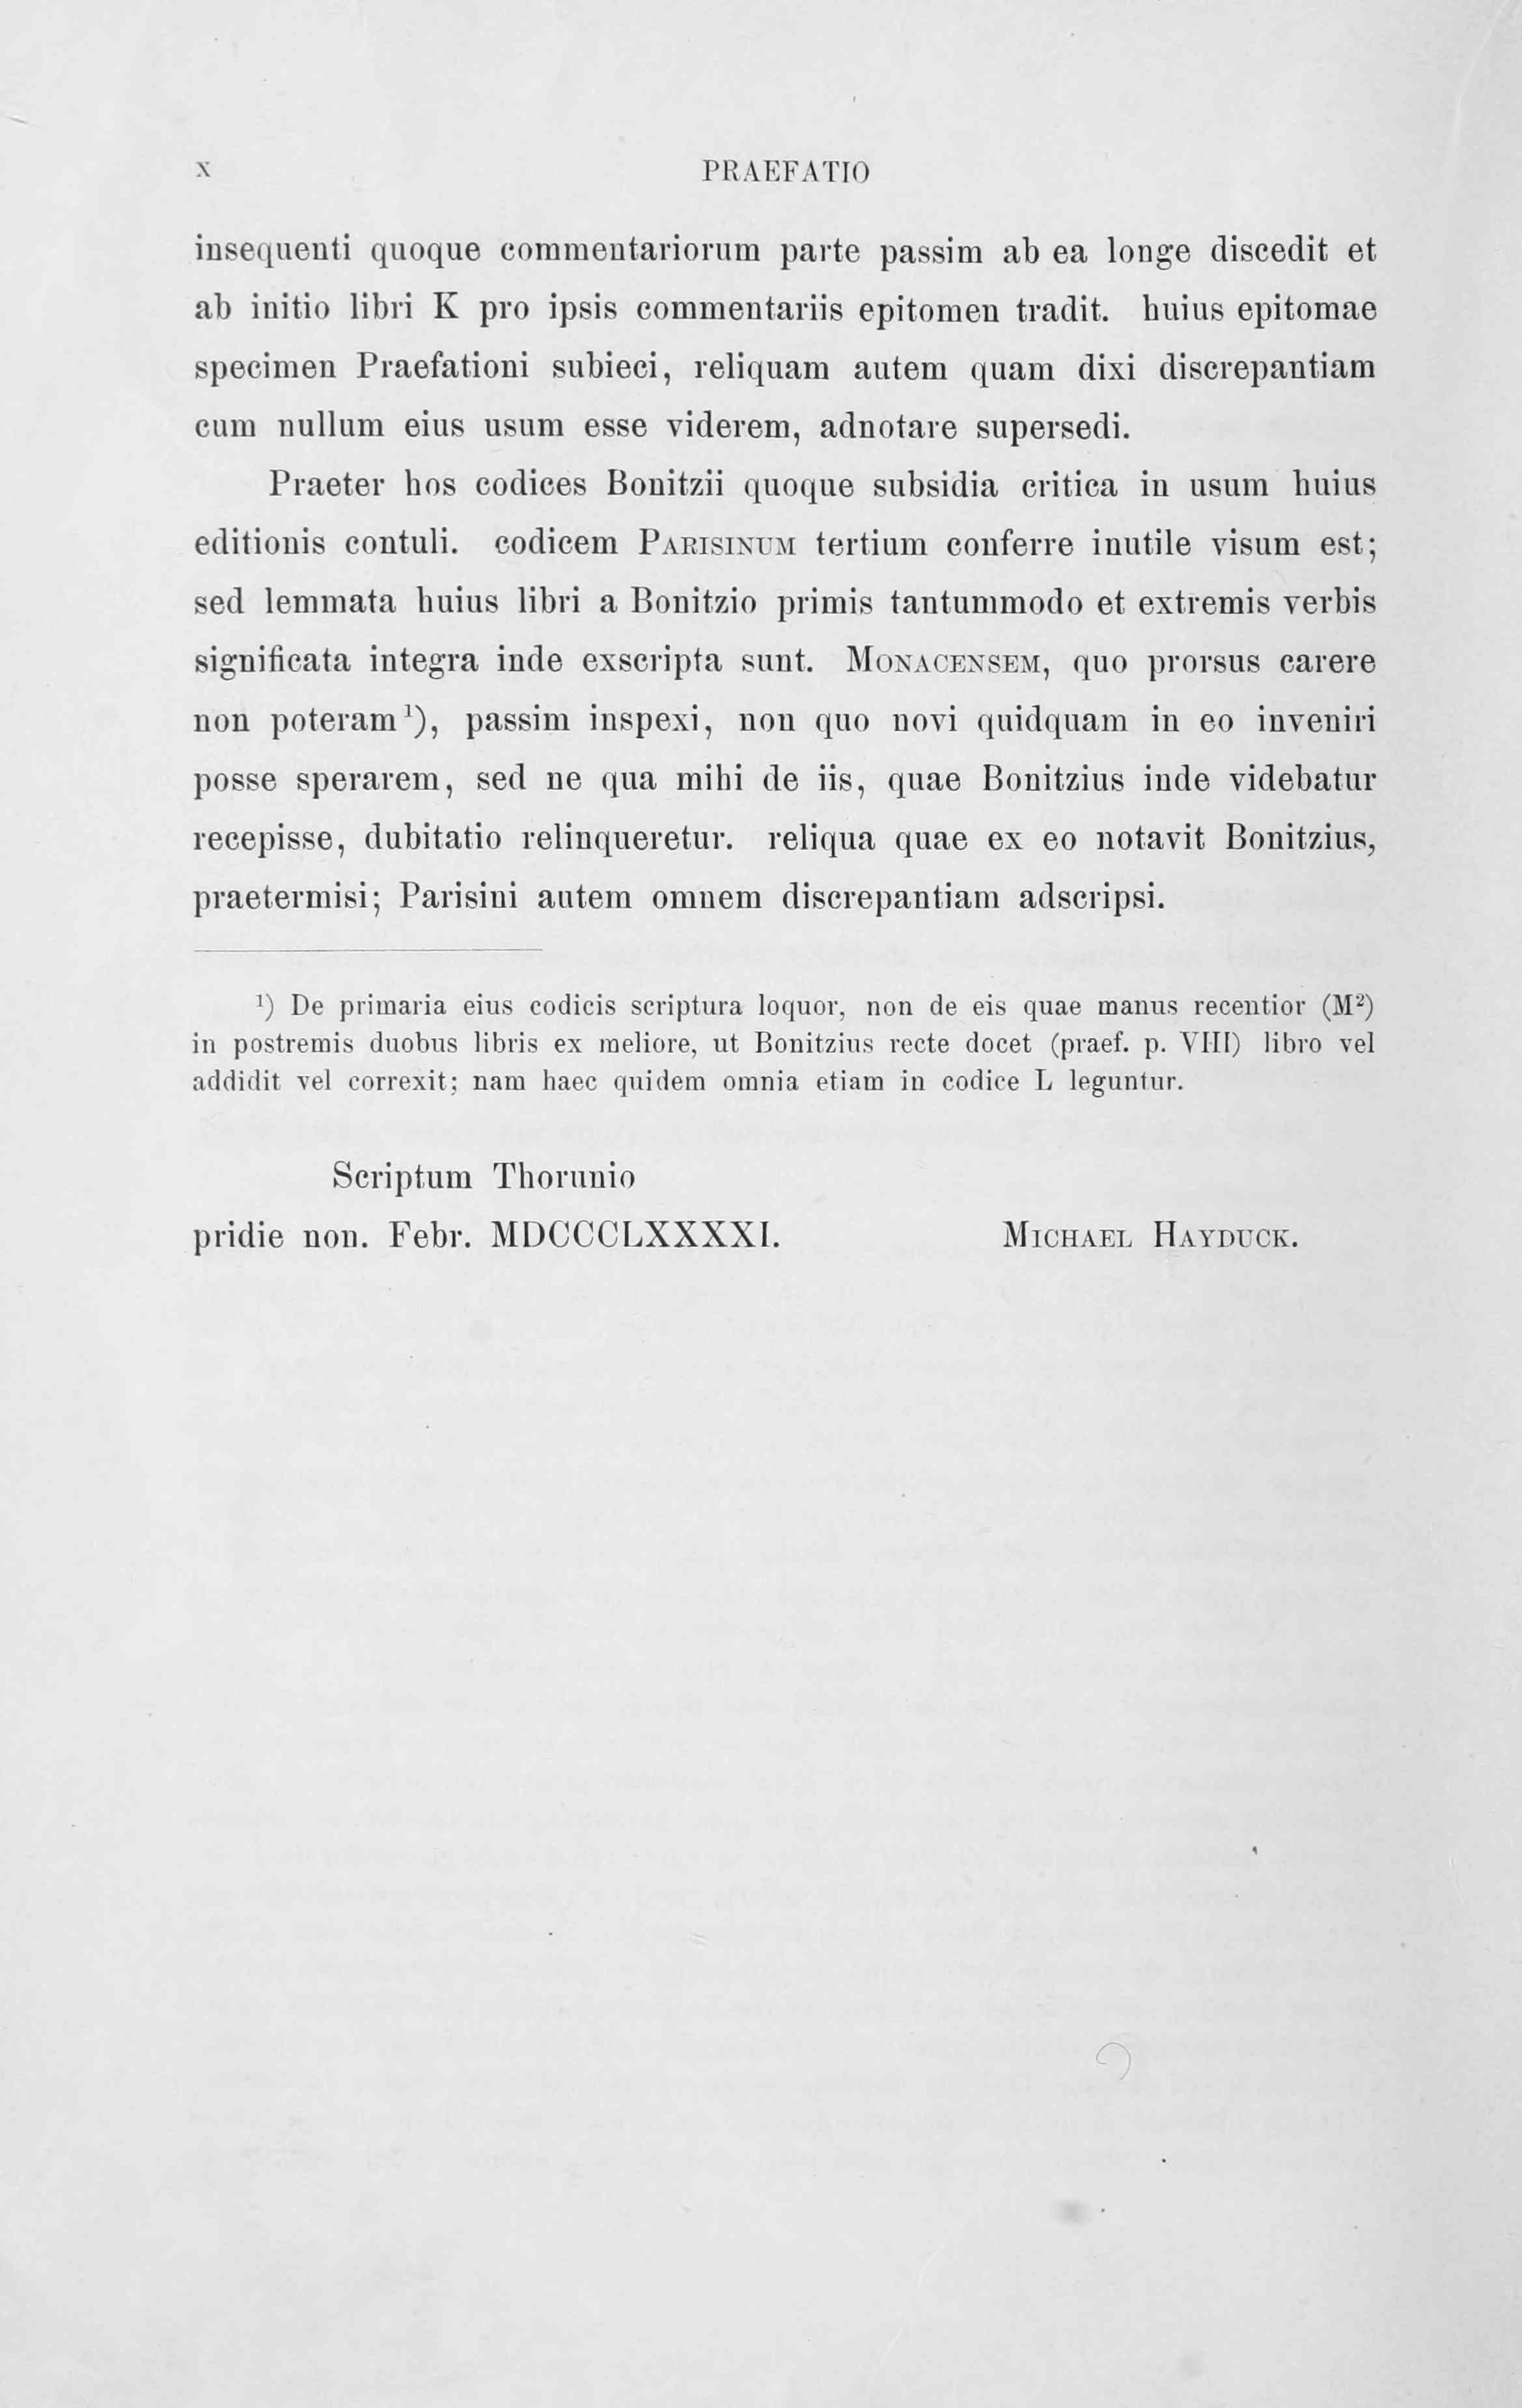 x PRAEFATIO
insequenti quoque commentariorum parte passim ab ea longe discedit et
ab initio libri K pro ipsis commentariis epitomen tradit. huius epitomae
specimen Praefationi subieci, reliquam autem quam dixi discrepantiam
cum nullum eius usum esse viderem, adnotare supersedi.
Praeter hos codices Bonitzii quoque subsidia critica in usum huius
editionis contuli. codicem PARISINUM tertium conferre inutile visum est;
sed lemmata huius libri a Bonitzio primis tantummodo et extremis verbis
significata integra inde exscripta sunt. MONACENSEM, quo prorsus carere
non poteram¹), passim inspexi, non quo novi quidquam in eo inveniri
posse sperarem, sed ne qua mihi de iis, quae Bonitzius inde videbatur
recepisse, dubitatio relinqueretur. reliqua quae ex eo notavit Bonitzius,
praetermisi; Parisini autem omnem discrepantiam adscripsi.
¹) De primaria eius codicis scriptura loquor, non de eis quae manus recentior (M²)
in postremis duobus libris ex meliore, ut Bonitzius recte docet (praef. p. VIII) libro vel
addidit vel correxit; nam haec quidem omnia etiam in codice L leguntur.
Scriptum Thorunio
pridie non. Febr. MDCCCLXXXXI. MICHAEL HAYDUCK.